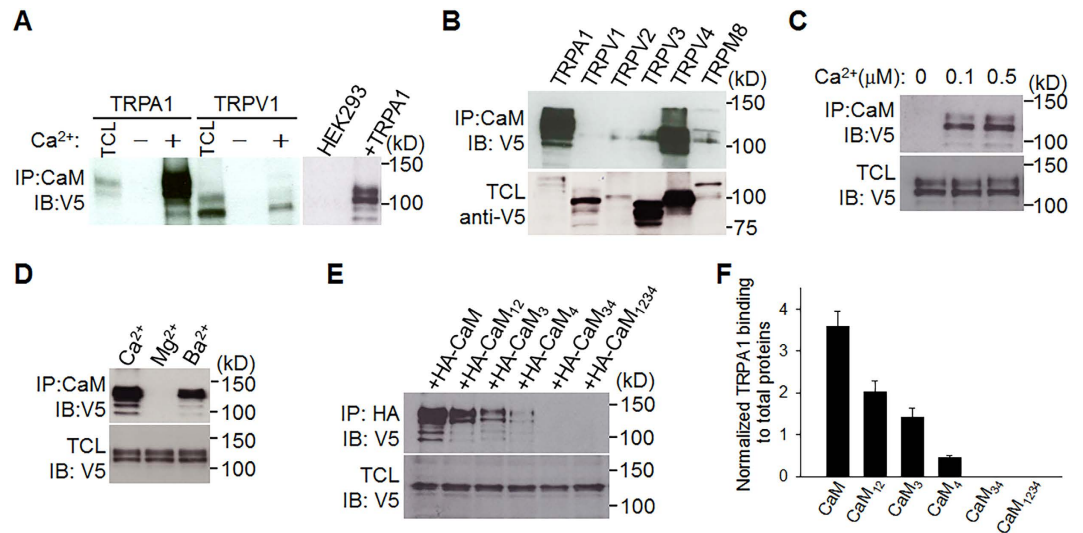 A
TRPA1 TRPV1
HEK293
+TRPA1
Ca²⁺: TCL – + TCL – + (kD)
IP:CaM
IB:V5
-150
-100
B
TRPA1
TRPV1
TRPV2
TRPV3
TRPV4
TRPM8
(kD)
IP:CaM
IB: V5
-150
-100
TCL
anti-V5
-100
-75
C
Ca²⁺(μM): 0 0.1 0.5 (kD)
IP:CaM
IB:V5
-150
-100
TCL
IB:V5
-150
-100
D
Ca²⁺
Mg²⁺
Ba²⁺
(kD)
IP:CaM
IB:V5
-150
-100
TCL
IB: V5
-150
-100
E
+HA-CaM
+HA-CaM₁₂
+HA-CaM₃
+HA-CaM₄
+HA-CaM₃₄
+HA-CaM₁₂₃₄
(kD)
IP: HA
IB: V5
-150
-100
TCL
IB: V5
-150
-100
F
Normalized TRPA1 binding
to total proteins
4
3
2
1
0
CaM
CaM₁₂
CaM₃
CaM₄
CaM₃₄
CaM₁₂₃₄